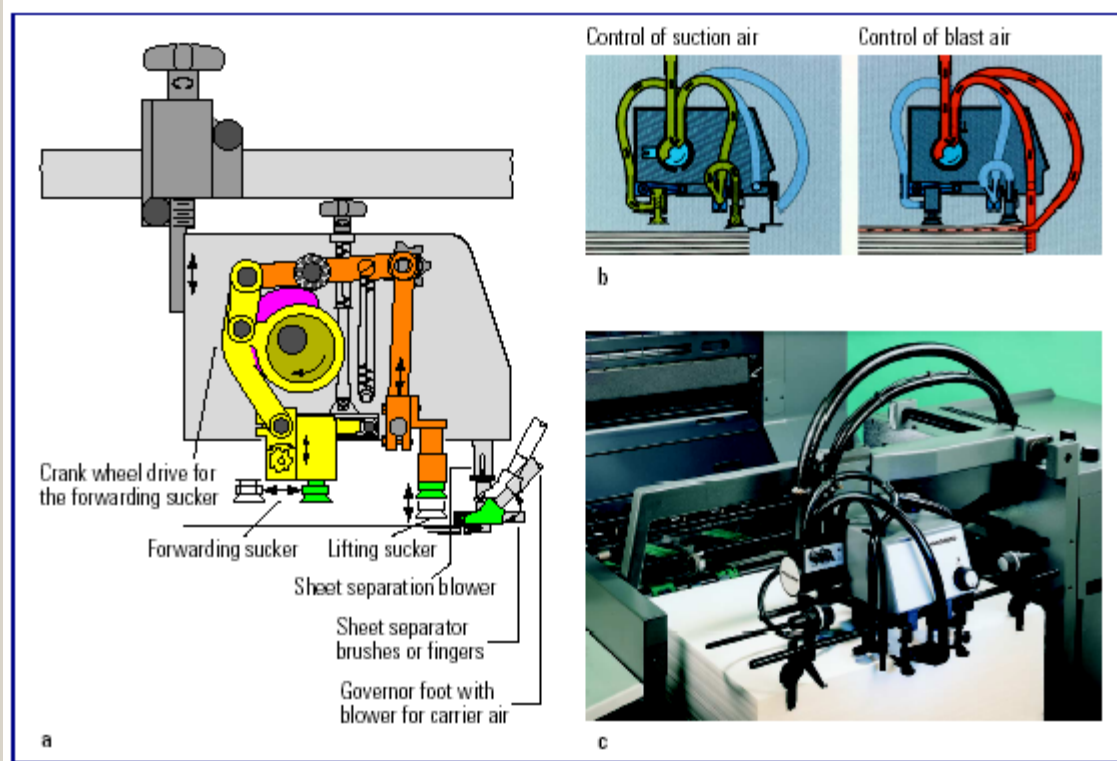 Control of suction air
Control of blast air
b
Crank wheel drive for
the forwarding sucker
Forwarding sucker
Lifting sucker
Sheet separation blower
Sheet separator
brushes or fingers
Governor foot with
blower for carrier air
a
c